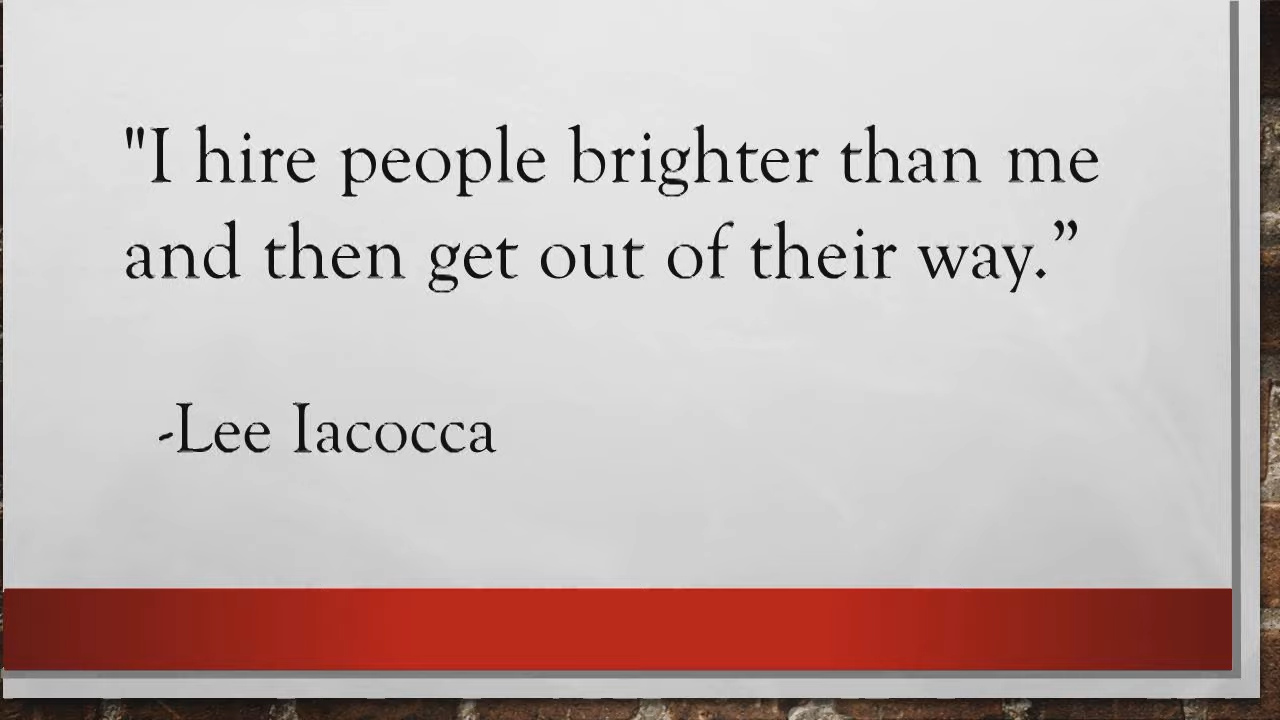 "I hire people brighter than me
and then get out of their way.”
-Lee Iacocca